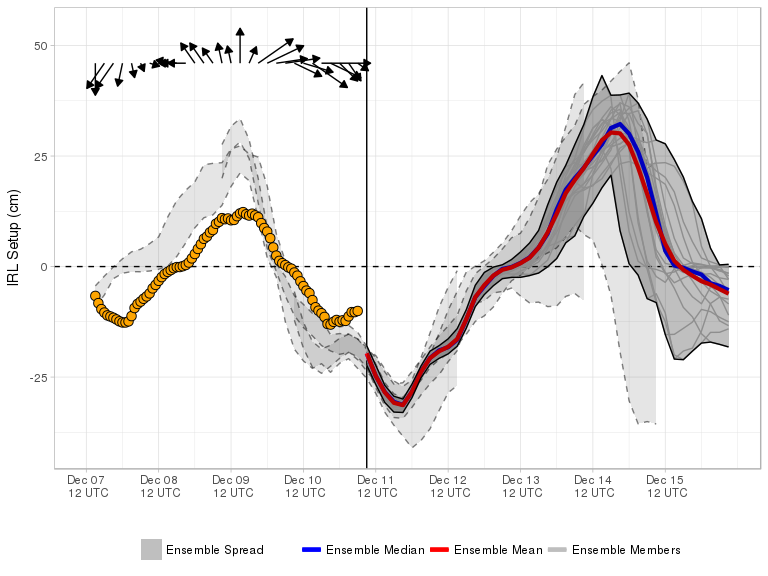 IRL Setup (cm)
50
25
0
-25
Dec 07 Dec 08 Dec 09 Dec 10 Dec 11 Dec 12 Dec 13 Dec 14 Dec 15
12 UTC 12 UTC 12 UTC 12 UTC 12 UTC 12 UTC 12 UTC 12 UTC 12 UTC
Ensemble Spread Ensemble Median Ensemble Mean Ensemble Members